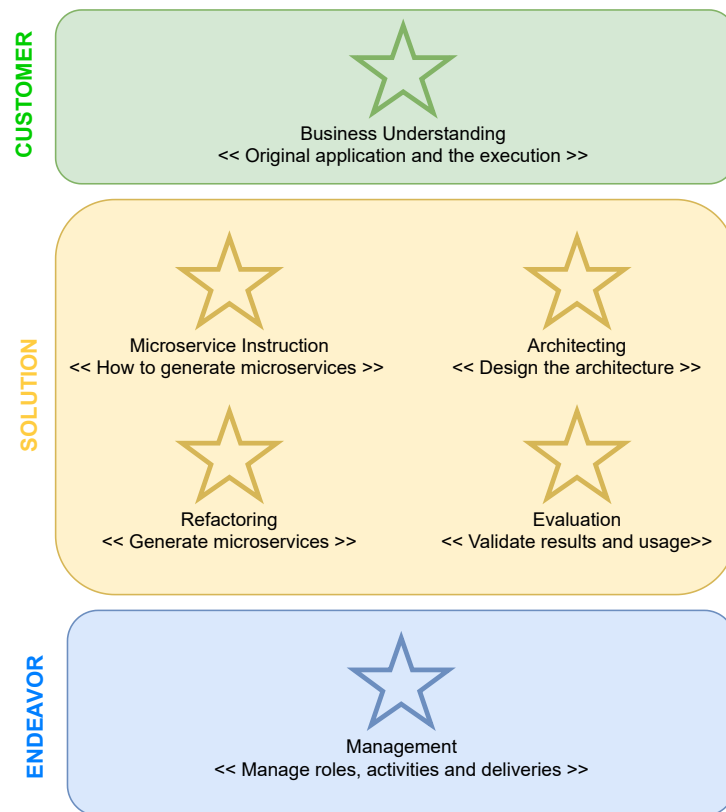 CUSTOMER
Business Understanding
<< Original application and the execution >>
SOLUTION
Microservice Instruction
<< How to generate microservices >>
Architecting
<< Design the architecture >>
Refactoring
<< Generate microservices >>
Evaluation
<< Validate results and usage>>
ENDEAVOR
Management
<< Manage roles, activities and deliveries >>